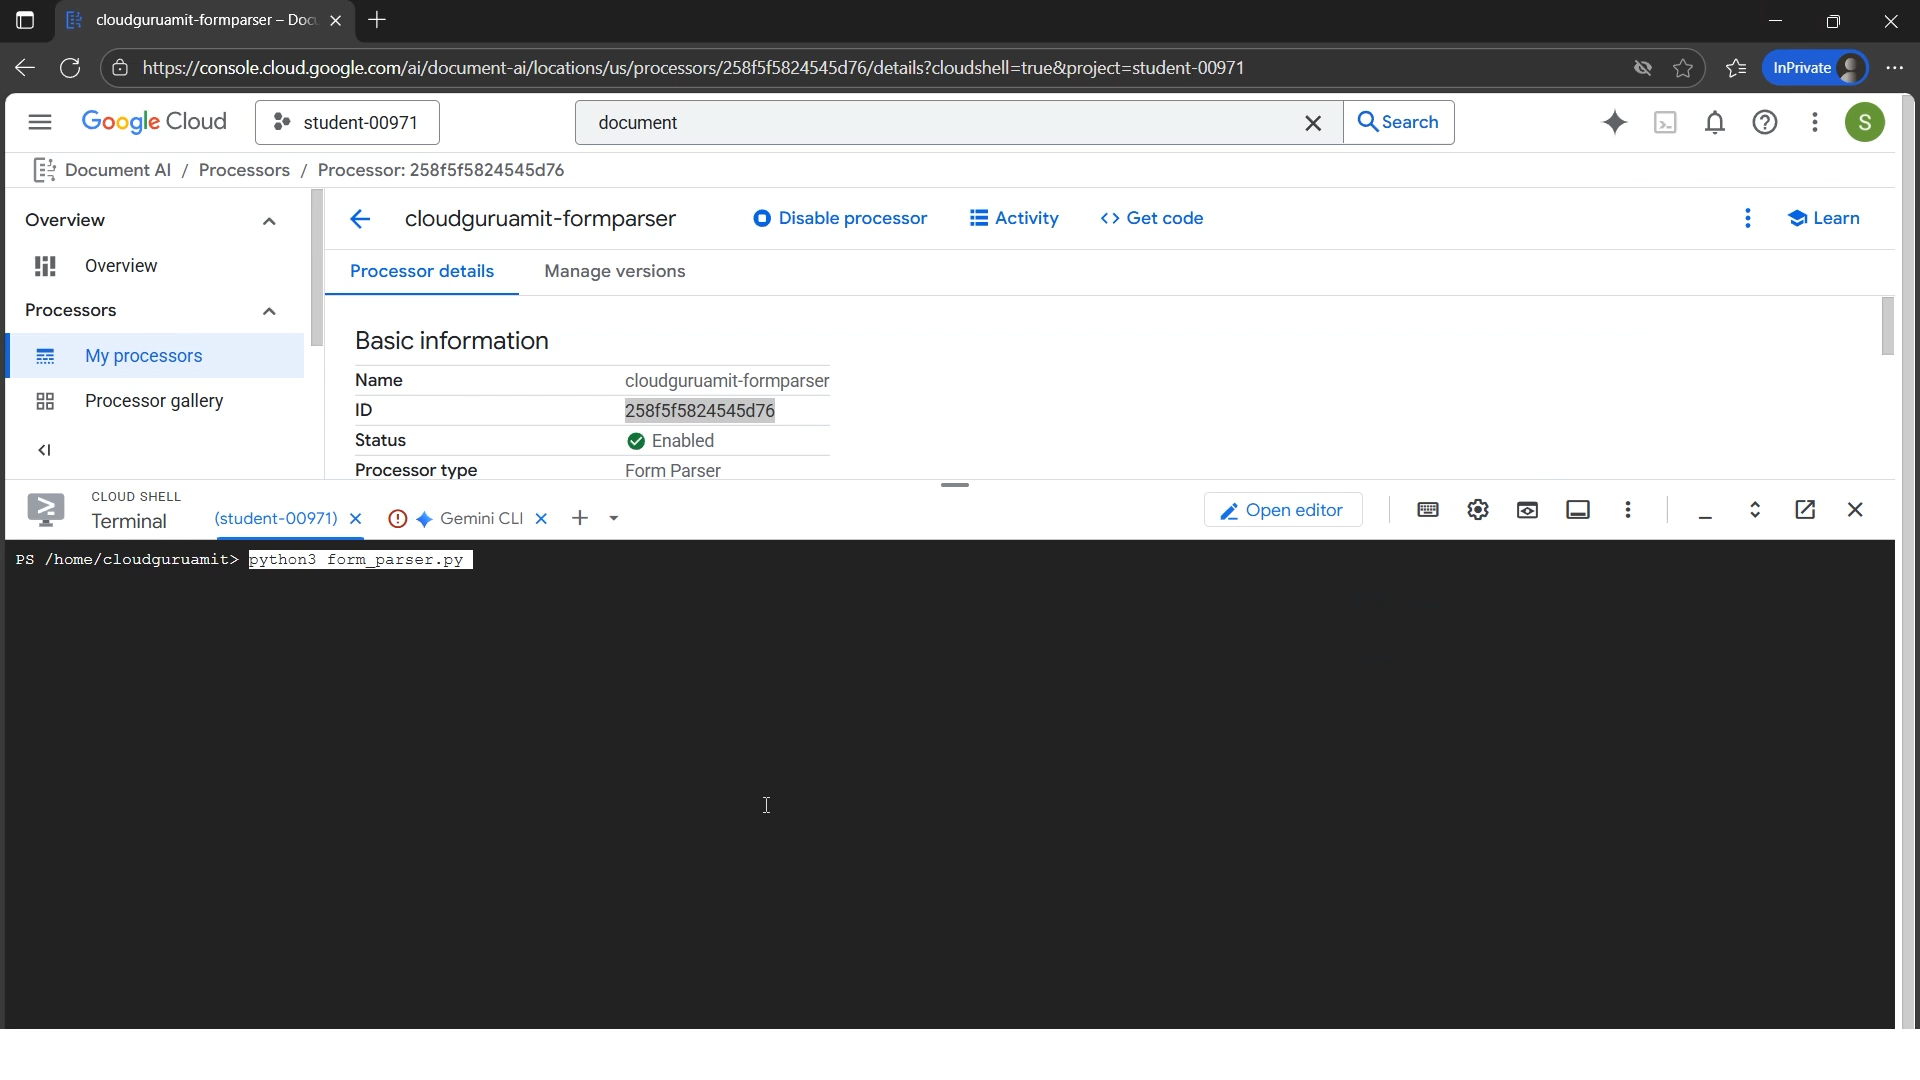 cloudguruamit-formparser – Doc
https://console.cloud.google.com/ai/document-ai/locations/us/processors/258f5f5824545d76/details?cloudshell=true&project=student-00971
InPrivate
Google Cloud
student-00971
document
Search
S
Document AI / Processors / Processor: 258f5f5824545d76
Overview
Overview
Processors
My processors
Processor gallery
cloudguruamit-formparser
Disable processor
Activity
Get code
Learn
Processor details
Manage versions
Basic information
Name cloudguruamit-formparser
ID 258f5f5824545d76
Status Enabled
Processor type Form Parser
CLOUD SHELL
Terminal
(student-00971)
Gemini CLI
Open editor
PS /home/cloudguruamit> python3 form_parser.py